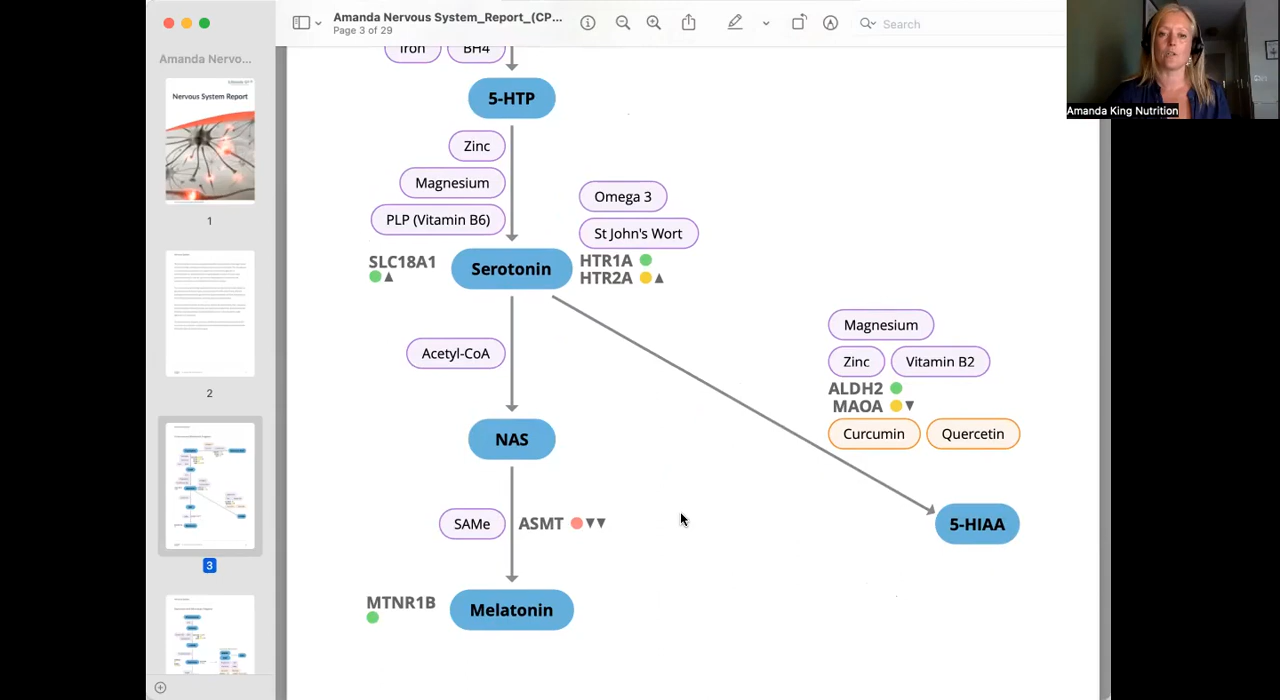 Amanda Nervous System_Report_(CP...
Page 3 of 29
Search
Amanda King Nutrition
Amanda Nervo...
Nervous System Report
1
2
3
Iron
BH4
5-HTP
Zinc
Magnesium
PLP (Vitamin B6)
Omega 3
St John's Wort
SLC18A1
Serotonin
HTR1A
HTR2A
Acetyl-CoA
Magnesium
Zinc
Vitamin B2
ALDH2
MAOA
Curcumin
Quercetin
NAS
SAMe
ASMT
5-HIAA
MTNR1B
Melatonin